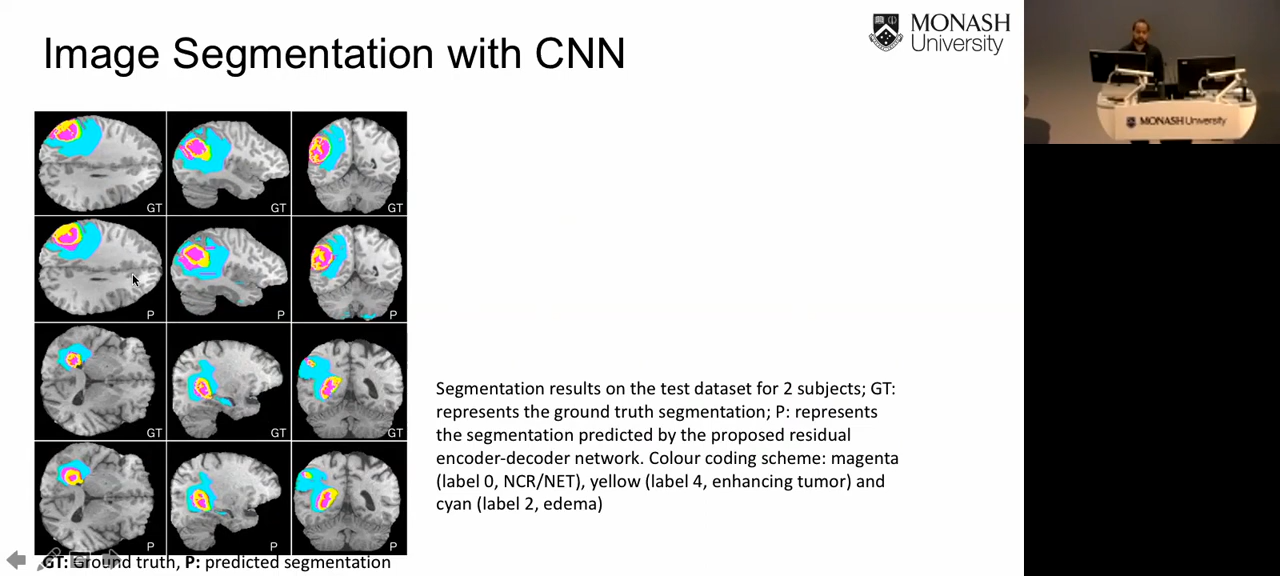 Image Segmentation with CNN
MONASH
University
MONASH University
GT
GT
GT
P
P
P
GT
GT
GT
P
P
P
Segmentation results on the test dataset for 2 subjects; GT:
represents the ground truth segmentation; P: represents
the segmentation predicted by the proposed residual
encoder-decoder network. Colour coding scheme: magenta
(label 0, NCR/NET), yellow (label 4, enhancing tumor) and
cyan (label 2, edema)
GT: Ground truth, P: predicted segmentation